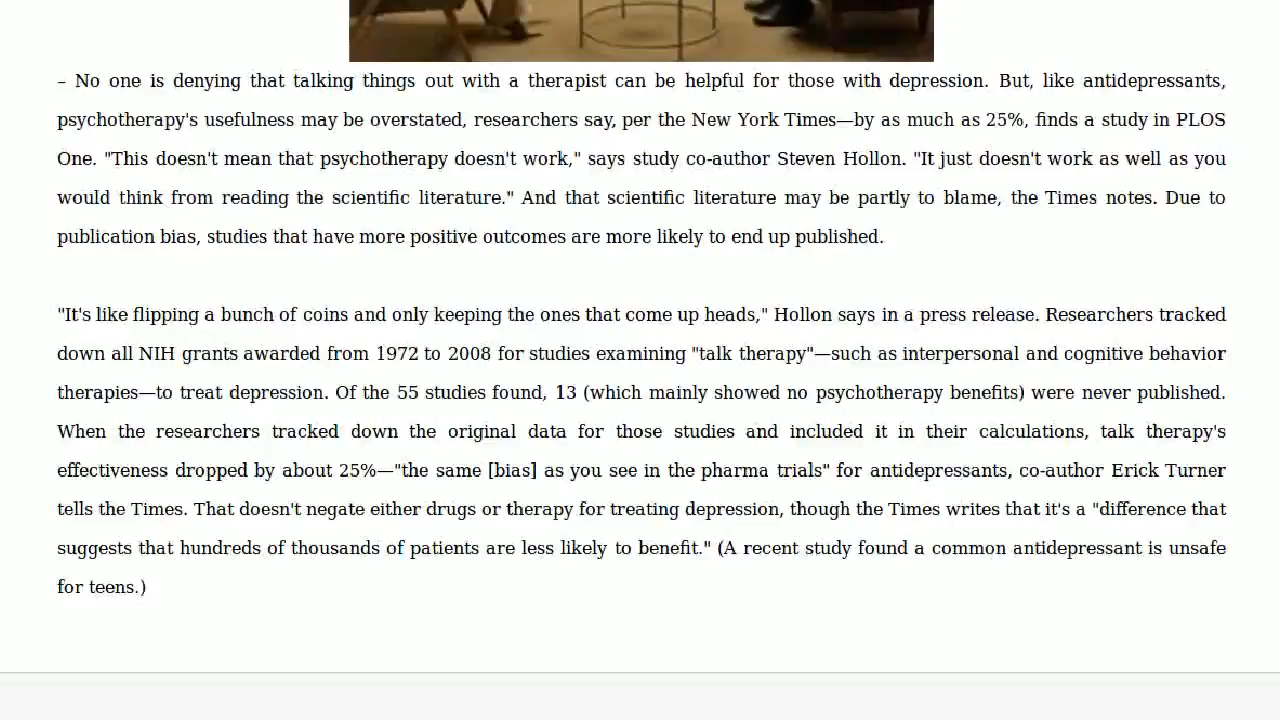 – No one is denying that talking things out with a therapist can be helpful for those with depression. But, like antidepressants,
psychotherapy's usefulness may be overstated, researchers say, per the New York Times—by as much as 25%, finds a study in PLOS
One. "This doesn't mean that psychotherapy doesn't work," says study co-author Steven Hollon. "It just doesn't work as well as you
would think from reading the scientific literature." And that scientific literature may be partly to blame, the Times notes. Due to
publication bias, studies that have more positive outcomes are more likely to end up published.
"It's like flipping a bunch of coins and only keeping the ones that come up heads," Hollon says in a press release. Researchers tracked
down all NIH grants awarded from 1972 to 2008 for studies examining "talk therapy"—such as interpersonal and cognitive behavior
therapies—to treat depression. Of the 55 studies found, 13 (which mainly showed no psychotherapy benefits) were never published.
When the researchers tracked down the original data for those studies and included it in their calculations, talk therapy's
effectiveness dropped by about 25%—"the same [bias] as you see in the pharma trials" for antidepressants, co-author Erick Turner
tells the Times. That doesn't negate either drugs or therapy for treating depression, though the Times writes that it's a "difference that
suggests that hundreds of thousands of patients are less likely to benefit." (A recent study found a common antidepressant is unsafe
for teens.)